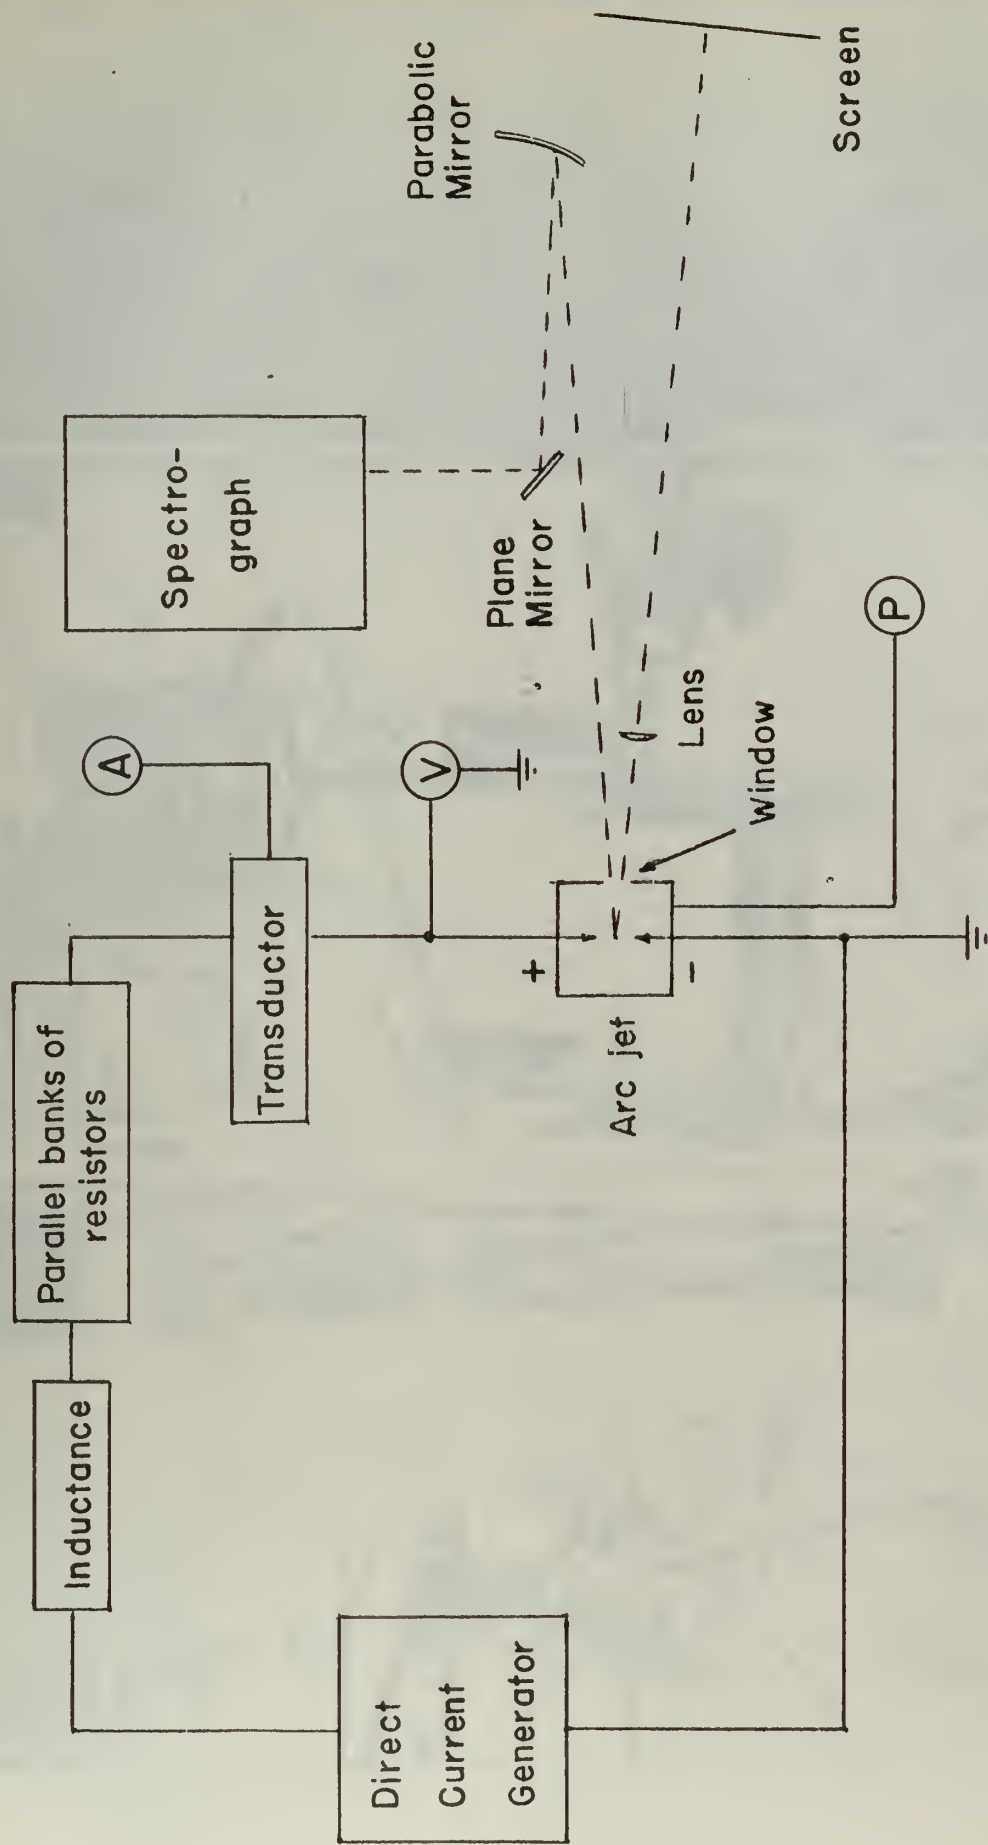 Direct
Current
Generator
Inductance
Parallel banks of
resistors
Transductor
A
V
+
−
Arc jet
Window
Lens
P
Spectro-
graph
Plane
Mirror
Parabolic
Mirror
Screen